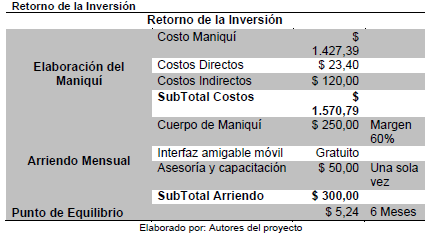 Retorno de la Inversión
Retorno de la Inversión
Elaboración del Maniquí
Costo Maniquí $ 1.427,39
Costos Directos $ 23,40
Costos Indirectos $ 120,00
SubTotal Costos $ 1.570,79
Arriendo Mensual
Cuerpo de Maniquí $ 250,00 Margen 60%
Interfaz amigable móvil Gratuito
Asesoría y capacitación $ 50,00 Una sola vez
SubTotal Arriendo $ 300,00
Punto de Equilibrio $ 5,24 6 Meses
Elaborado por: Autores del proyecto